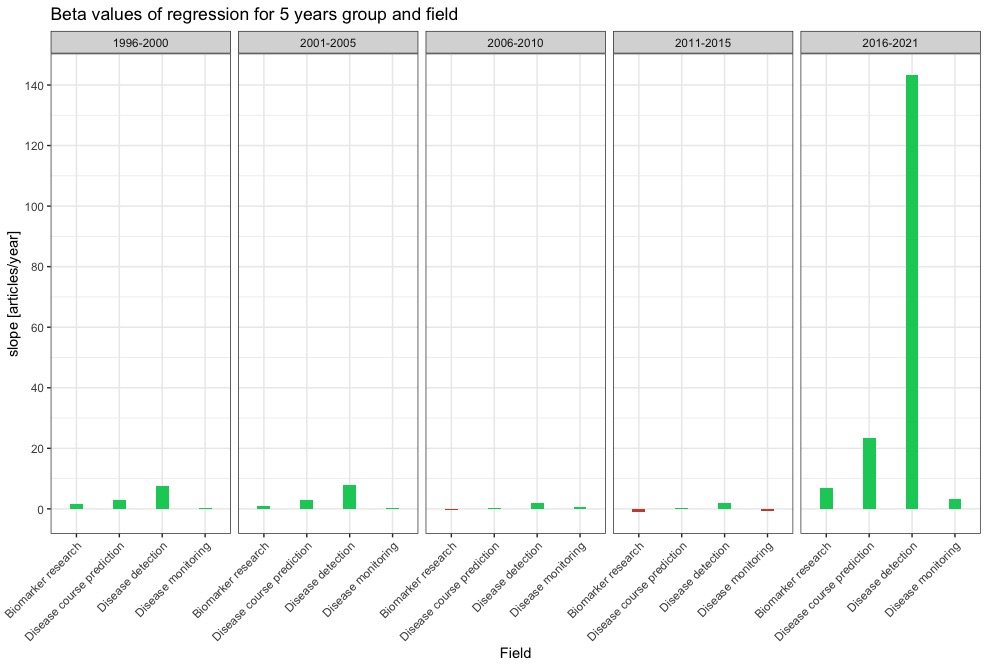 Beta values of regression for 5 years group and field
1996-2000
2001-2005
2006-2010
2011-2015
2016-2021
slope [articles/year]
140
120
100
80
60
40
20
0
Biomarker research
Disease course prediction
Disease detection
Disease monitoring
Biomarker research
Disease course prediction
Disease detection
Disease monitoring
Biomarker research
Disease course prediction
Disease detection
Disease monitoring
Biomarker research
Disease course prediction
Disease detection
Disease monitoring
Biomarker research
Disease course prediction
Disease detection
Disease monitoring
Field